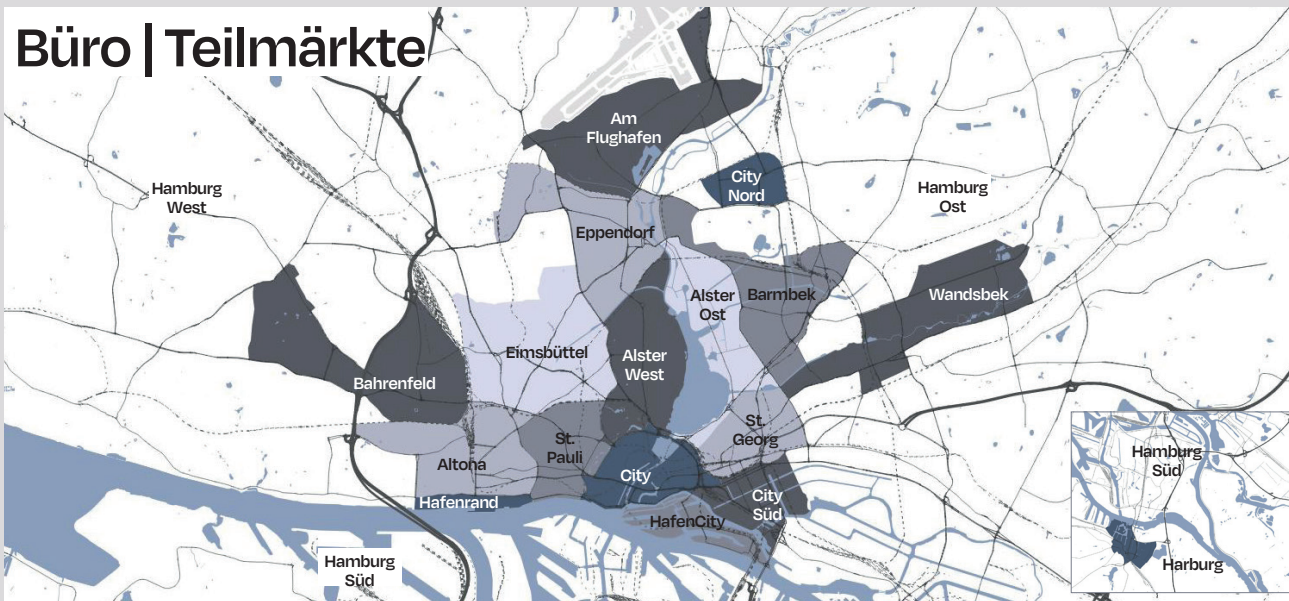 Büro | Teilmärkte
Am
Flughafen
City
Nord
Hamburg
West
Hamburg
Ost
Eppendorf
Alster
Ost
Barmbek
Wandsbek
Eimsbüttel
Alster
West
Bahrenfeld
St.
Georg
St.
Pauli
Altona
City
Hafenrand
City
Süd
HafenCity
Hamburg
Süd
Hamburg
Süd
Harburg